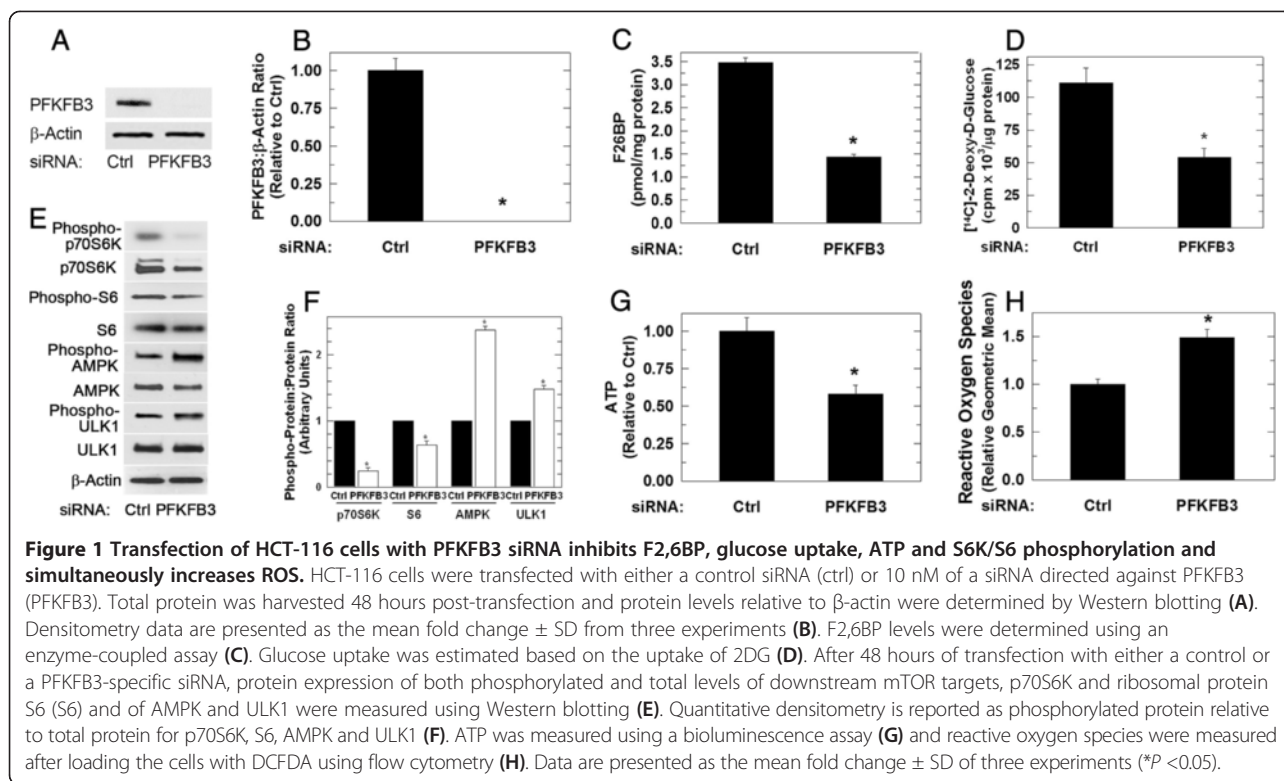 A
PFKFB3
β-Actin
siRNA: Ctrl PFKFB3
B
PFKFB3:β-Actin Ratio
(Relative to Ctrl)
1.00
0.75
0.50
0.25
0.00
*
siRNA: Ctrl PFKFB3
C
F26BP
(pmol/mg protein)
3.5
3.0
2.5
2.0
1.5
1.0
0.5
0.0
*
siRNA: Ctrl PFKFB3
D
[¹⁴C]-2-Deoxy-D-Glucose
(cpm x 10³/µg protein)
125
100
75
50
25
0
*
siRNA: Ctrl PFKFB3
E
Phospho-
p70S6K
p70S6K
Phospho-S6
S6
Phospho-
AMPK
AMPK
Phospho-
ULK1
ULK1
β-Actin
siRNA: Ctrl PFKFB3
F
Phospho-Protein:Protein Ratio
(Arbitrary Units)
2
1
0
* * * *
Ctrl PFKFB3 Ctrl PFKFB3 Ctrl PFKFB3 Ctrl PFKFB3
p70S6K S6 AMPK ULK1
G
ATP
(Relative to Ctrl)
1.00
0.75
0.50
0.25
0.00
*
siRNA: Ctrl PFKFB3
H
Reactive Oxygen Species
(Relative Geometric Mean)
1.5
1.0
0.5
0.0
*
siRNA: Ctrl PFKFB3
Figure 1 Transfection of HCT-116 cells with PFKFB3 siRNA inhibits F2,6BP, glucose uptake, ATP and S6K/S6 phosphorylation and
simultaneously increases ROS. HCT-116 cells were transfected with either a control siRNA (ctrl) or 10 nM of a siRNA directed against PFKFB3
(PFKFB3). Total protein was harvested 48 hours post-transfection and protein levels relative to β-actin were determined by Western blotting (A).
Densitometry data are presented as the mean fold change ± SD from three experiments (B). F2,6BP levels were determined using an
enzyme-coupled assay (C). Glucose uptake was estimated based on the uptake of 2DG (D). After 48 hours of transfection with either a control or
a PFKFB3-specific siRNA, protein expression of both phosphorylated and total levels of downstream mTOR targets, p70S6K and ribosomal protein
S6 (S6) and of AMPK and ULK1 were measured using Western blotting (E). Quantitative densitometry is reported as phosphorylated protein relative
to total protein for p70S6K, S6, AMPK and ULK1 (F). ATP was measured using a bioluminescence assay (G) and reactive oxygen species were measured
after loading the cells with DCFDA using flow cytometry (H). Data are presented as the mean fold change ± SD of three experiments (*P <0.05).